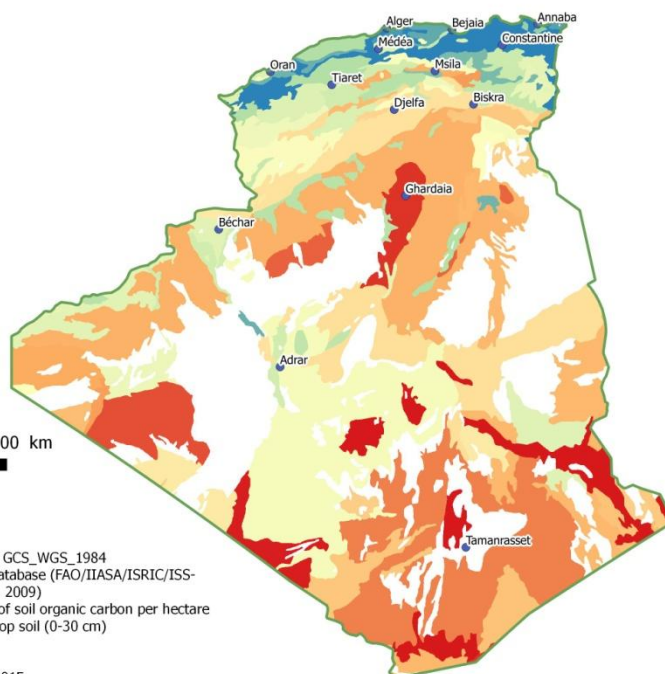 Annaba
Alger
Bejaia
Médéa
Constantine
Oran
Msila
Tiaret
Biskra
Djelfa
Ghardaia
Béchar
Adrar
00 km
Tamanrasset
GCS_WGS_1984
atabase (FAO/IIASA/ISRIC/ISS-
2009)
of soil organic carbon per hectare
op soil (0-30 cm)